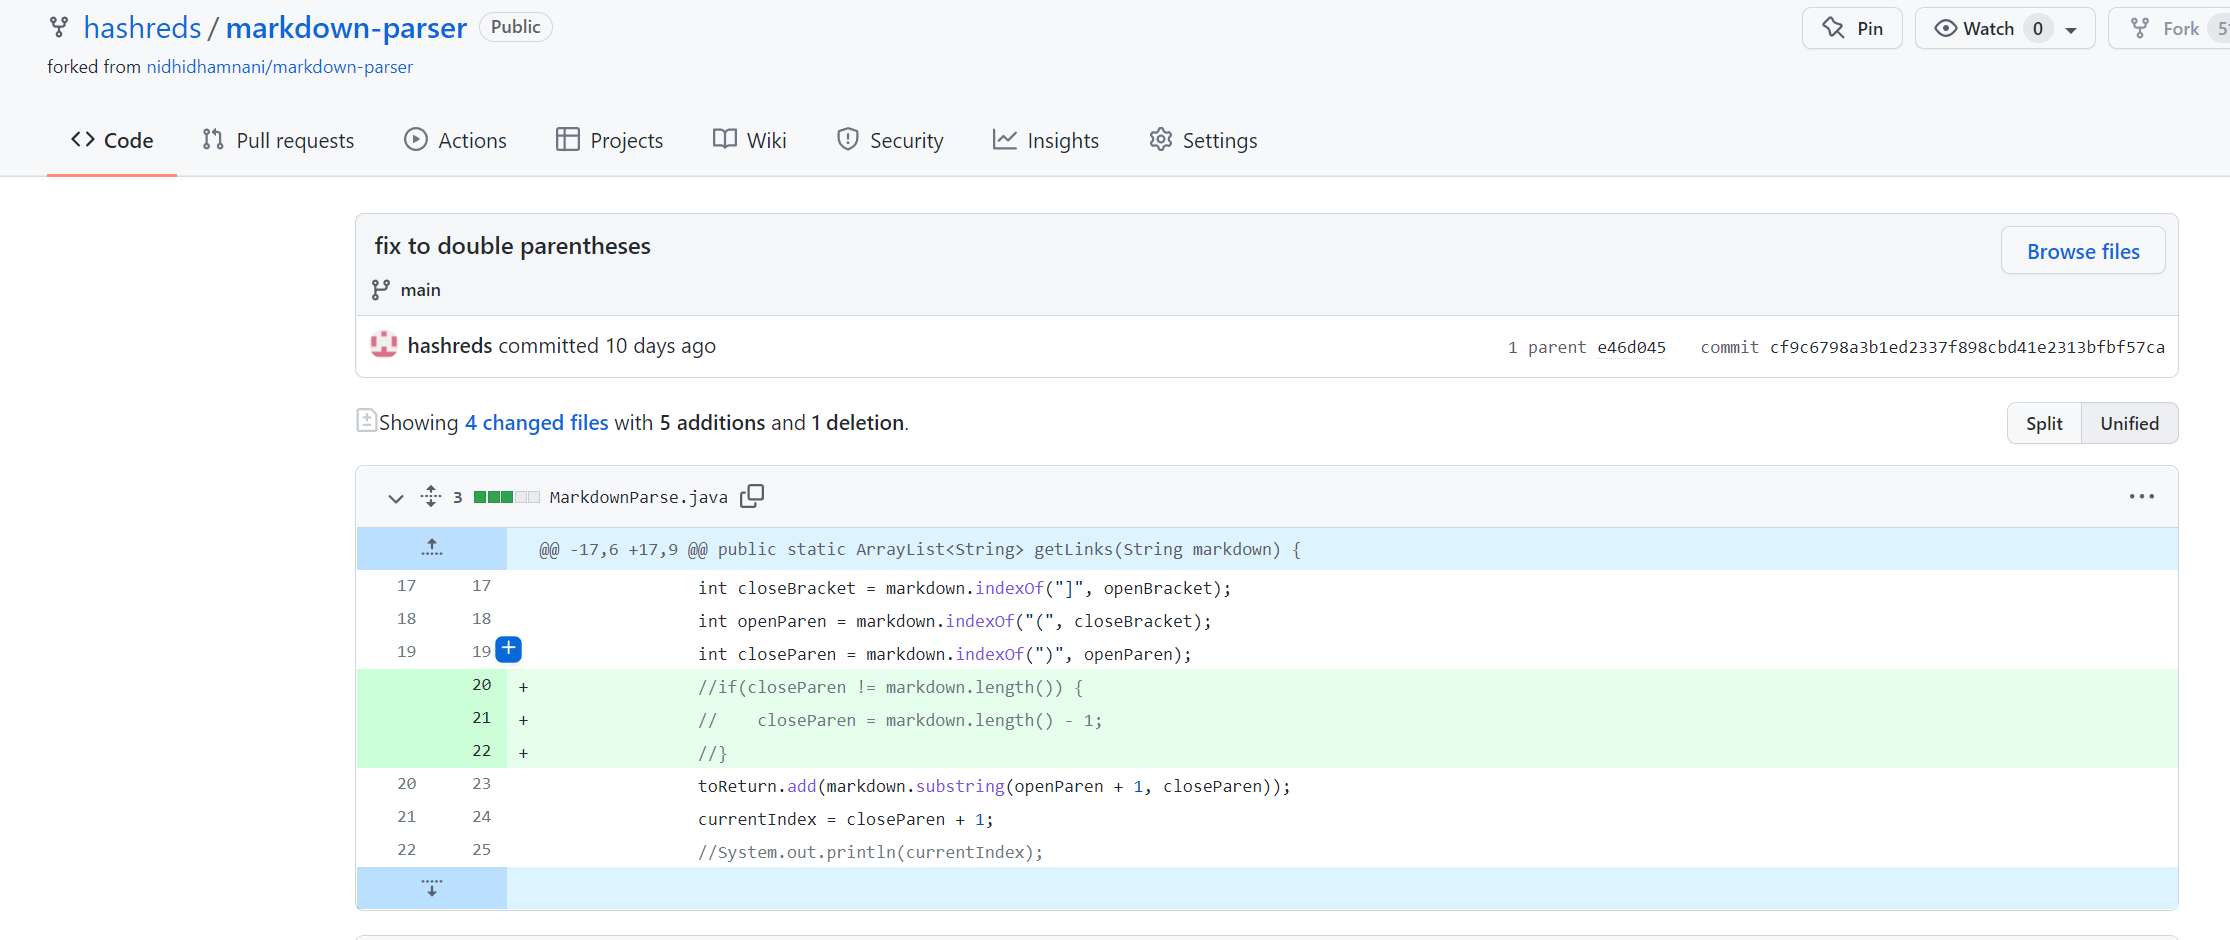 hashreds / markdown-parser Public
Pin Watch 0 Fork
forked from nidhidhamnani/markdown-parser
Code Pull requests Actions Projects Wiki Security Insights Settings
fix to double parentheses
Browse files
main
hashreds committed 10 days ago 1 parent e46d045 commit cf9c6798a3b1ed2337f898cbd41e2313bfbf57ca
Showing 4 changed files with 5 additions and 1 deletion.
Split Unified
3 MarkdownParse.java
@@ -17,6 +17,9 @@ public static ArrayList<String> getLinks(String markdown) {
17 17 int closeBracket = markdown.indexOf("]", openBracket);
18 18 int openParen = markdown.indexOf("(", closeBracket);
19 19 + int closeParen = markdown.indexOf(")", openParen);
20 + //if(closeParen != markdown.length()) {
21 + // closeParen = markdown.length() - 1;
22 + //}
20 23 toReturn.add(markdown.substring(openParen + 1, closeParen));
21 24 currentIndex = closeParen + 1;
22 25 //System.out.println(currentIndex);